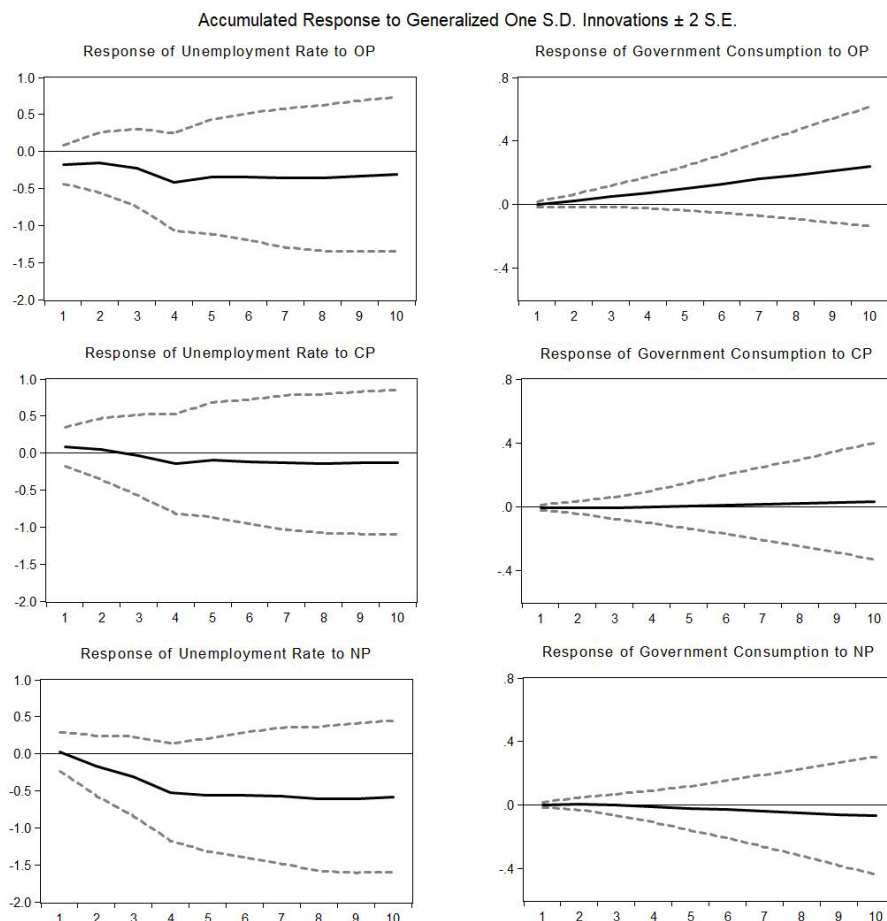 Accumulated Response to Generalized One S.D. Innovations ± 2 S.E.
Response of Unemployment Rate to OP
1.0
0.5
0.0
-0.5
-1.0
-1.5
-2.0
1 2 3 4 5 6 7 8 9 10
Response of Government Consumption to OP
.8
.4
.0
-.4
1 2 3 4 5 6 7 8 9 10
Response of Unemployment Rate to CP
1.0
0.5
0.0
-0.5
-1.0
-1.5
-2.0
1 2 3 4 5 6 7 8 9 10
Response of Government Consumption to CP
.8
.4
.0
-.4
1 2 3 4 5 6 7 8 9 10
Response of Unemployment Rate to NP
1.0
0.5
0.0
-0.5
-1.0
-1.5
-2.0
1 2 3 4 5 6 7 8 9 10
Response of Government Consumption to NP
.8
.4
.0
-.4
1 2 3 4 5 6 7 8 9 10